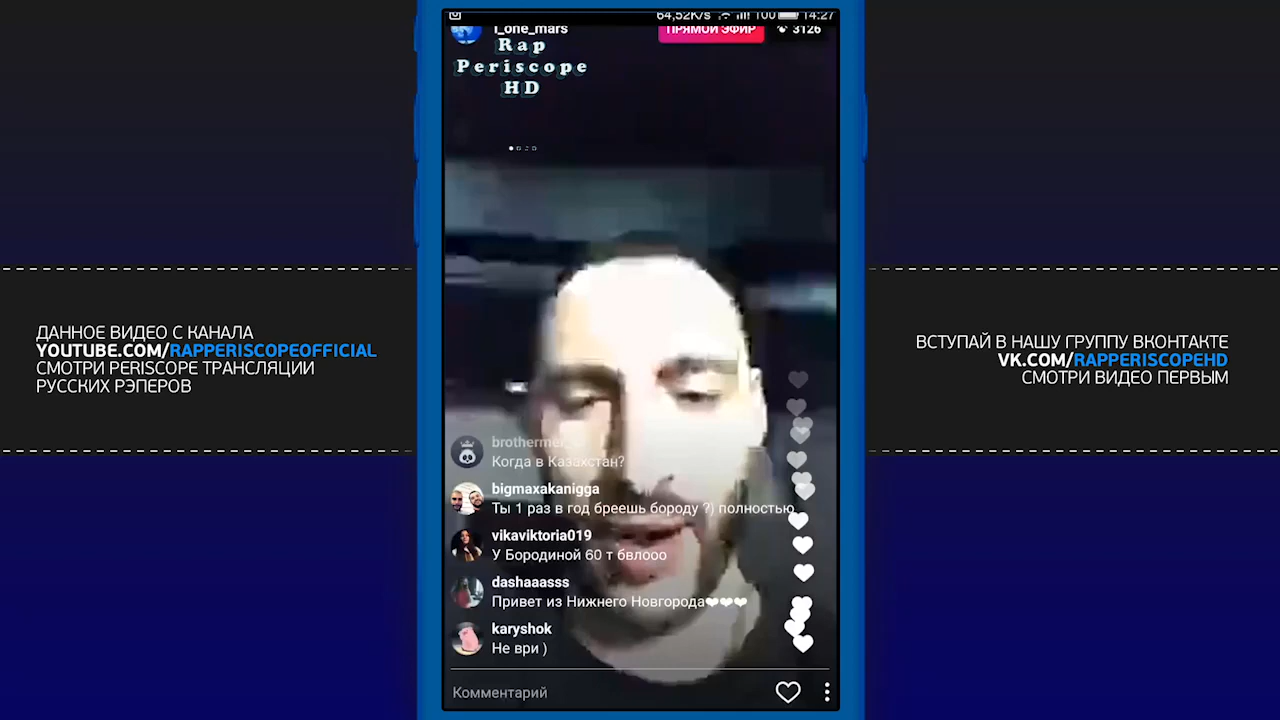 64,52K/s 100 14:27
i_one_mars
ПРЯМОЙ ЭФИР
3126
Rap
Periscope
HD
ДАННОЕ ВИДЕО С КАНАЛА
YOUTUBE.COM/RAPPERISCOPEOFFICIAL
СМОТРИ PERISCOPE ТРАНСЛЯЦИИ
РУССКИХ РЭПЕРОВ
ВСТУПАЙ В НАШУ ГРУППУ ВКОНТАКТЕ
VK.COM/RAPPERISCOPEHD
СМОТРИ ВИДЕО ПЕРВЫМ
Когда в Казахстан?
bigmaxakanigga
Ты 1 раз в год бреешь бороду ?) полностью
vikaviktoria019
У Бородиной 60 т бвлооо
dashaaasss
Привет из Нижнего Новгорода❤❤❤
karyshok
Не ври )
Комментарий